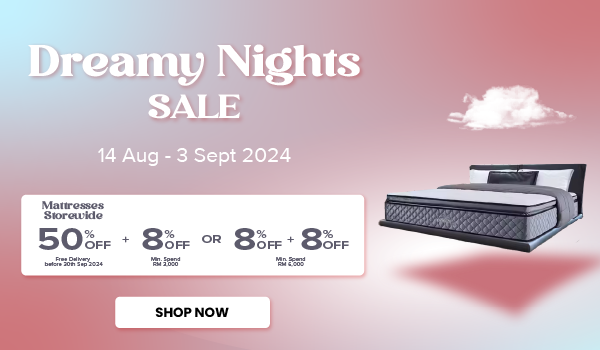 Dreamy Nights
SALE
14 Aug - 3 Sept 2024
Mattresses
Storewide
50% OFF + 8% OFF OR 8% OFF + 8% OFF
Free Delivery
before 30th Sep 2024
Min. Spend
RM 3,000
Min. Spend
RM 6,000
SHOP NOW